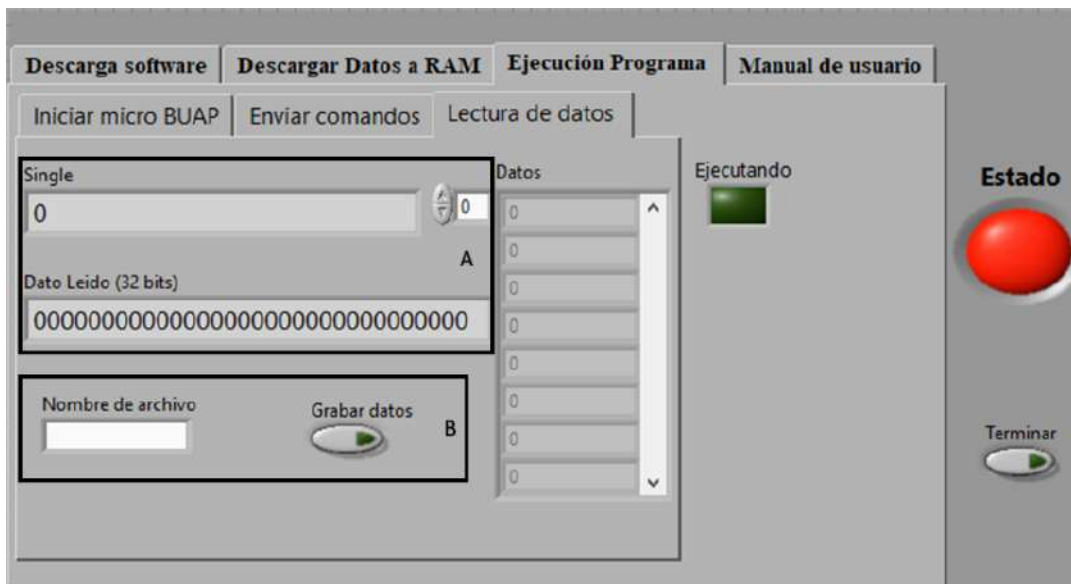 Descarga software
Descargar Datos a RAM
Ejecución Programa
Manual de usuario
Iniciar micro BUAP
Enviar comandos
Lectura de datos
Single
0
0
A
Dato Leido (32 bits)
00000000000000000000000000000000
Nombre de archivo
Grabar datos
B
Datos
0
0
0
0
0
0
0
0
Ejecutando
Estado
Terminar